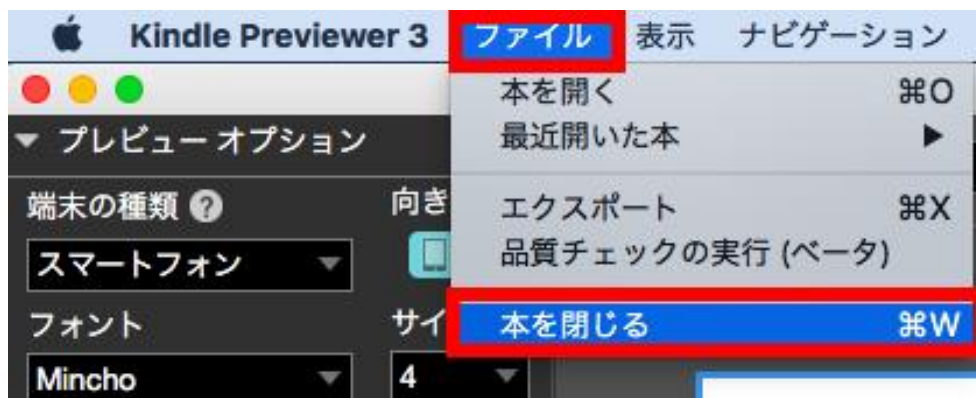 Kindle Previewer 3 ファイル 表示 ナビゲーション
本を開く ⌘O
最近開いた本 ▶
エクスポート ⌘X
品質チェックの実行 (ベータ)
本を閉じる ⌘W
▼ プレビュー オプション
端末の種類 ?
スマートフォン
向き
フォント
Mincho
サイ
4